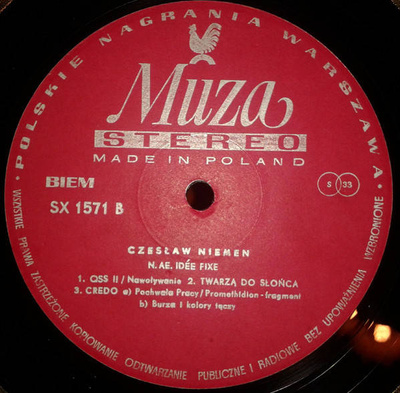 · POLSKIE NAGRANIA WARSZAWA ·
Muza
STEREO
MADE IN POLAND
BIEM
SX 1571 B
S 33
CZESŁAW NIEMEN
N.AE. IDÉE FIXE
1. QSS II / Nawoływanie 2. TWARZĄ DO SŁOŃCA
3. CREDO a) Pochwała Pracy / Promethidion - fragment
b) Burza i kolory tęczy
WSZYSTKIE PRAWA ZASTRZEŻONE KOPIOWANIE ODTWARZANIE PUBLICZNE I RADIOWE BEZ UPOWAŻNIENIA WZBRONIONE